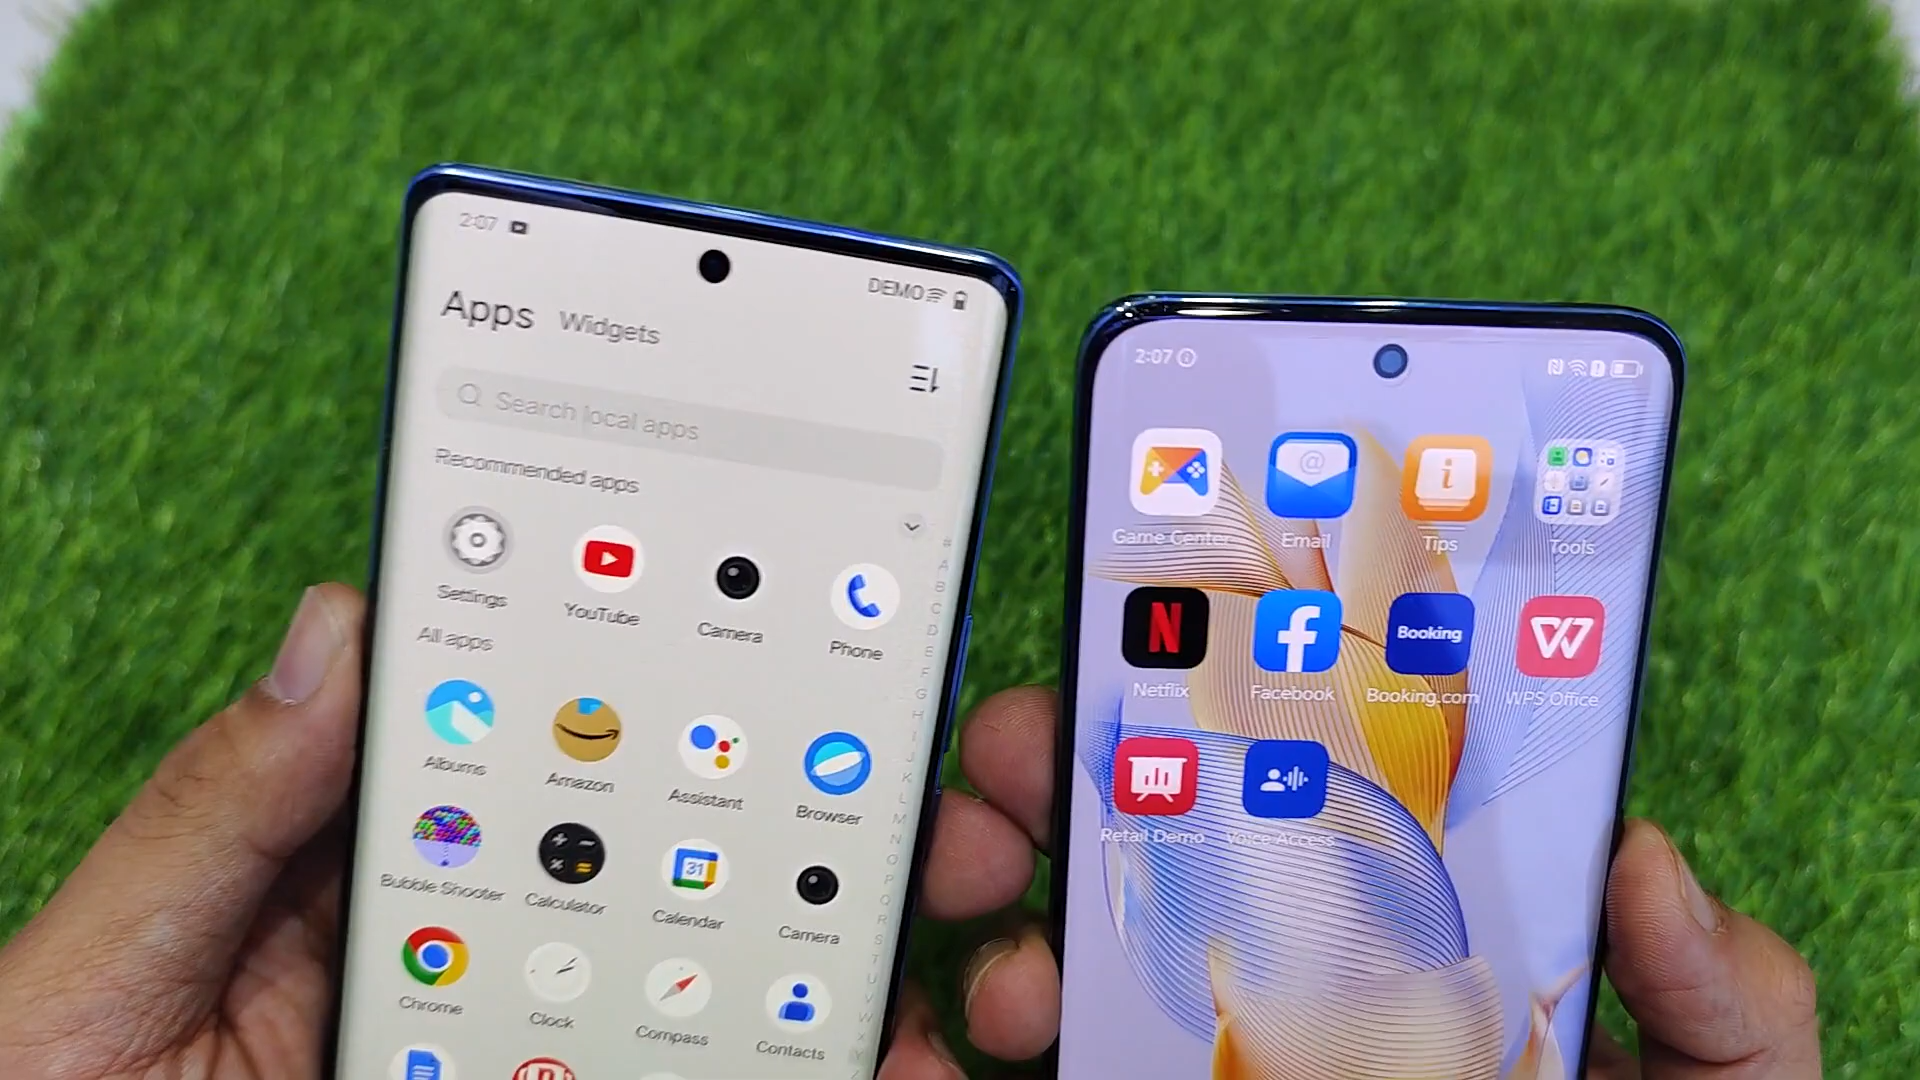 2:07
DEMO
Apps Widgets
Search local apps
Recommended apps
Settings YouTube Camera Phone
All apps
Albums Amazon Assistant Browser
Bubble Shooter Calculator Calendar Camera
31
Chrome Clock Compass Contacts
#
A
B
C
D
E
F
G
H
I
J
K
L
M
N
O
P
Q
R
S
T
U
V
W
X
Y
Z
2:07
Game Center Email Tips Tools
Booking
Netflix Facebook Booking.com WPS Office
Retail Demo Voice Access